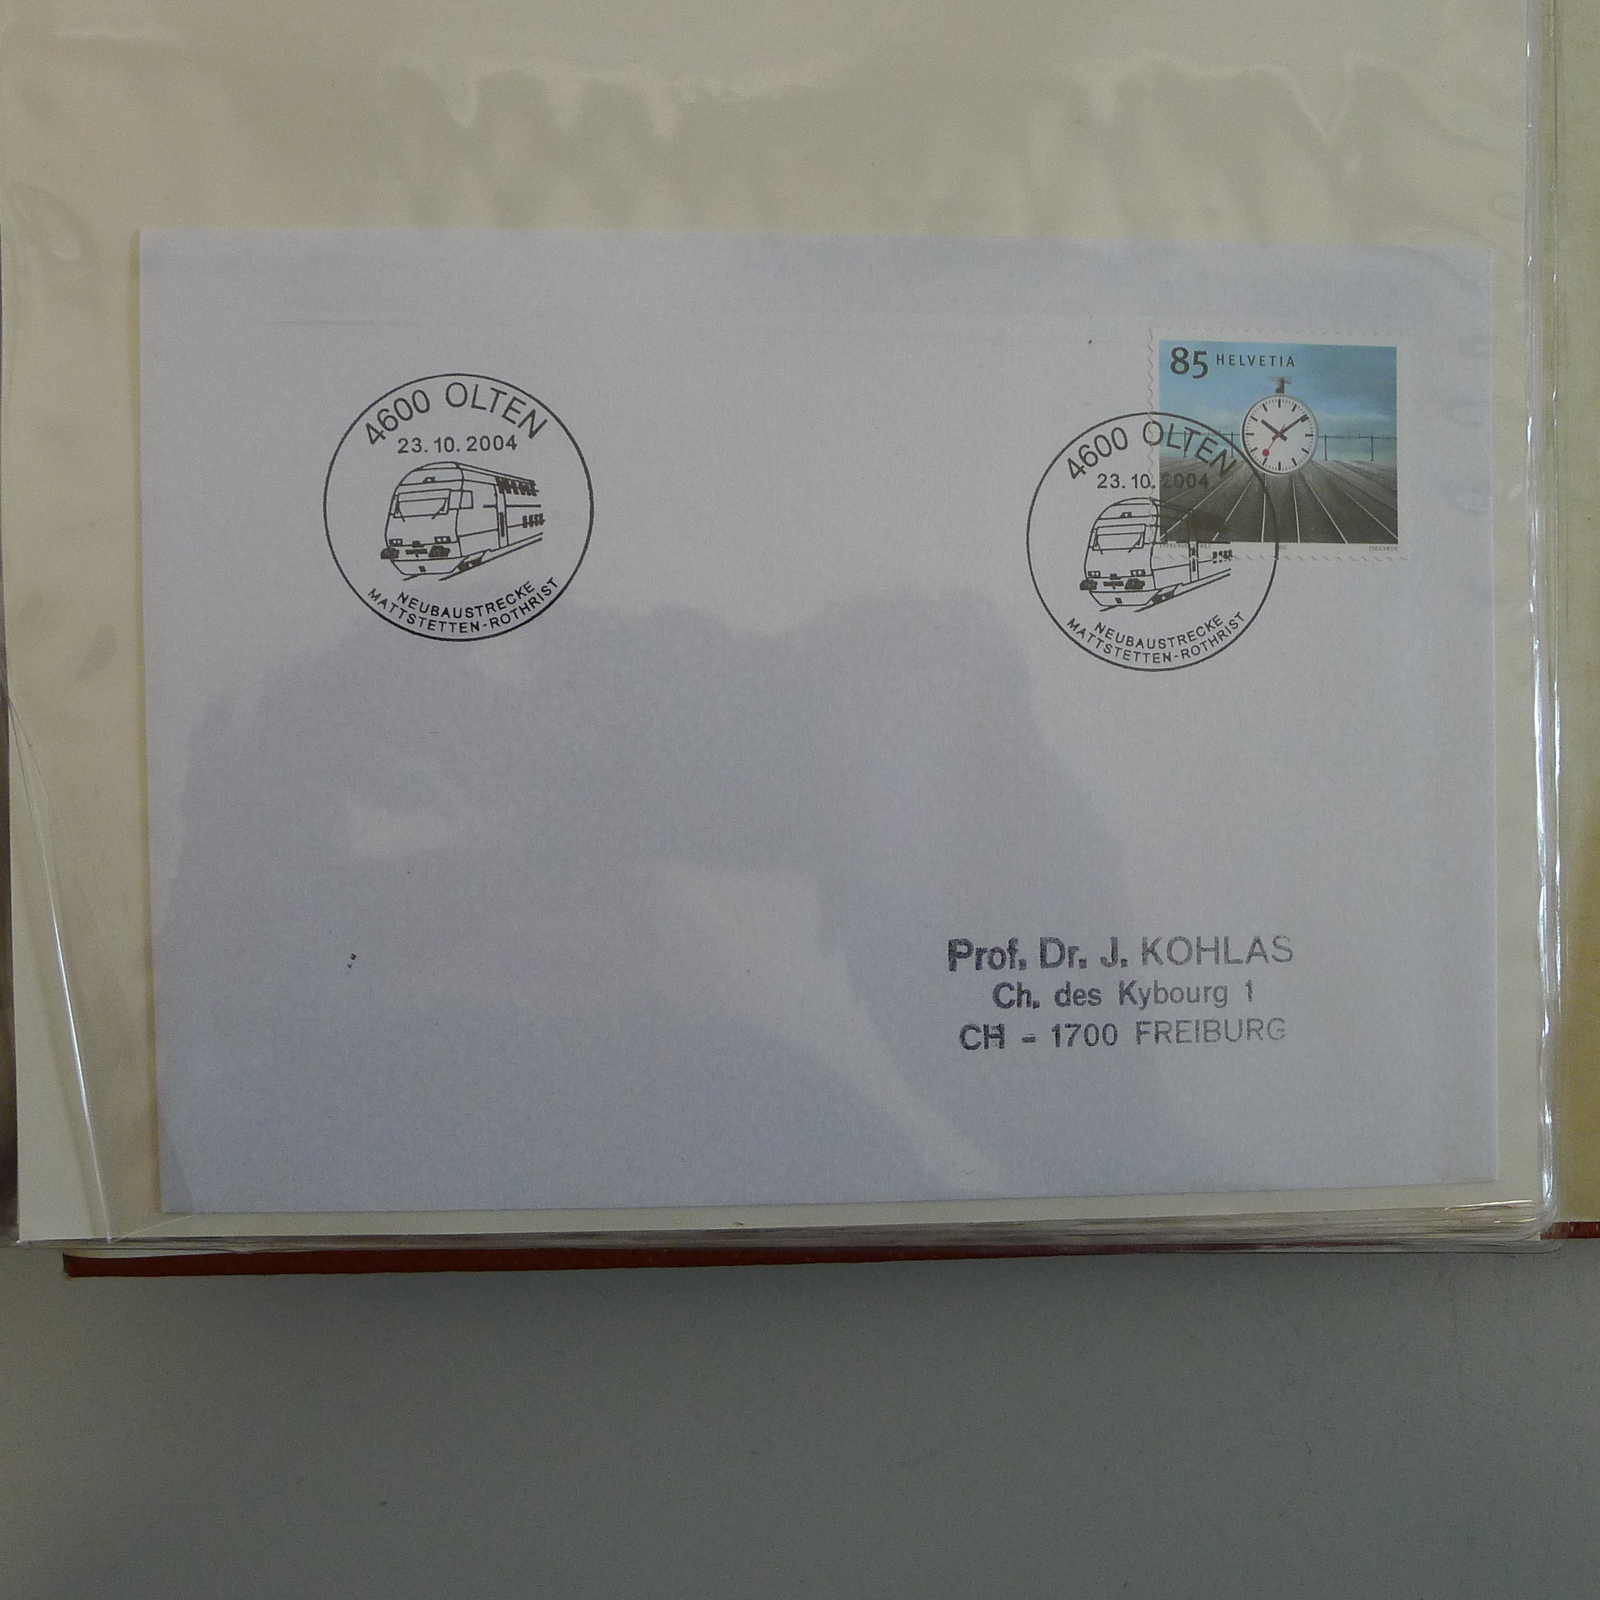 4600 OLTEN
23.10.2004
NEUBAUSTRECKE
MATTSTETTEN-ROTHRIST
85 HELVETIA
4600 OLTEN
23.10.2004
NEUBAUSTRECKE
MATTSTETTEN-ROTHRIST
Prof. Dr. J. KOHLAS
Ch. des Kybourg 1
CH - 1700 FREIBURG